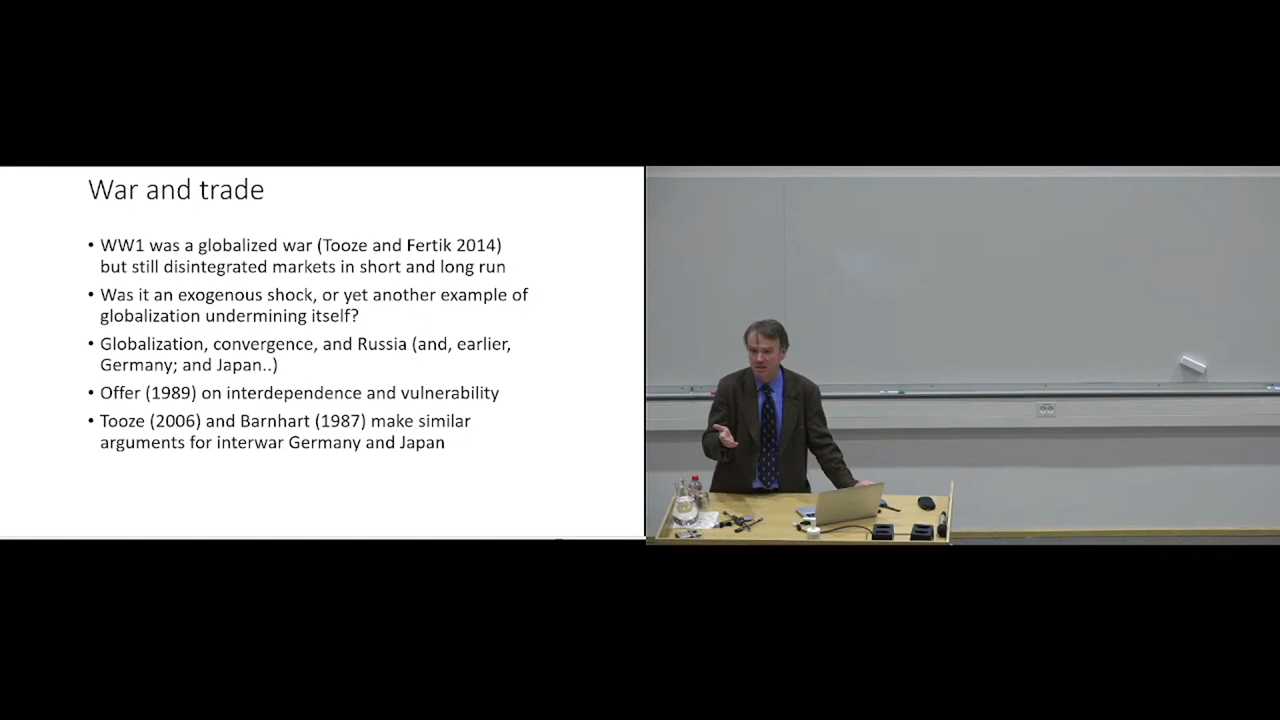 War and trade
• WW1 was a globalized war (Tooze and Fertik 2014)
but still disintegrated markets in short and long run
• Was it an exogenous shock, or yet another example of
globalization undermining itself?
• Globalization, convergence, and Russia (and, earlier,
Germany; and Japan..)
• Offer (1989) on interdependence and vulnerability
• Tooze (2006) and Barnhart (1987) make similar
arguments for interwar Germany and Japan